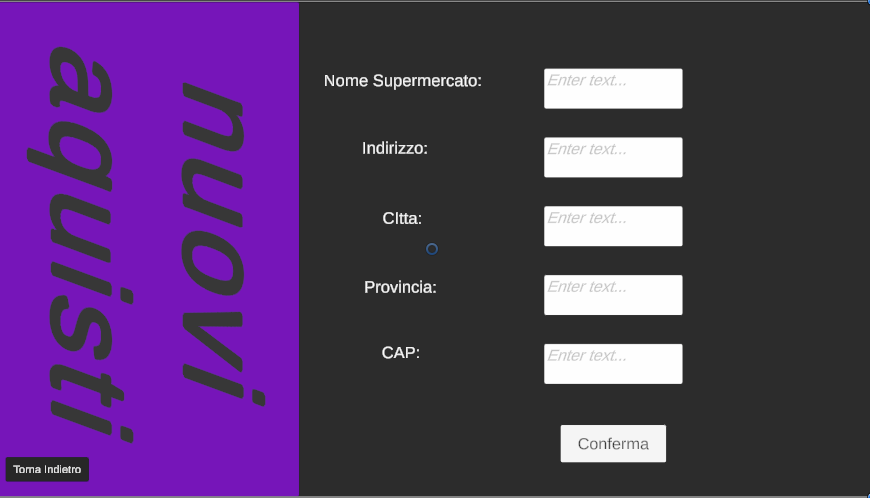 nuovi
aquisti
Torna Indietro
Nome Supermercato:
Enter text...
Indirizzo:
Enter text...
CItta:
Enter text...
Provincia:
Enter text...
CAP:
Enter text...
Conferma